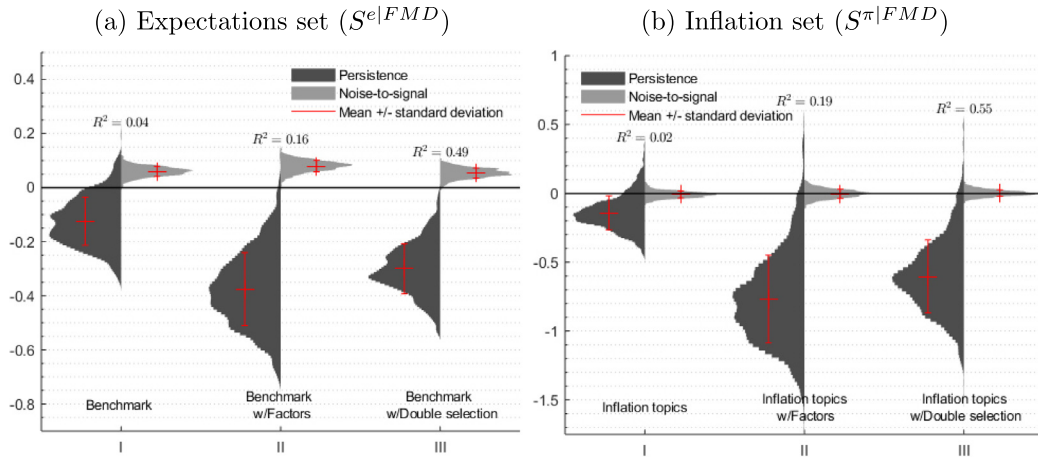 (a) Expectations set (S^{e|FMD})
Persistence
Noise-to-signal
Mean +/- standard deviation
R² = 0.04
R² = 0.16
R² = 0.49
0.4
0.2
0
-0.2
-0.4
-0.6
-0.8
Benchmark
Benchmark
w/Factors
Benchmark
w/Double selection
I
II
III
(b) Inflation set (S^{π|FMD})
Persistence
Noise-to-signal
Mean +/- standard deviation
R² = 0.02
R² = 0.19
R² = 0.55
1
0.5
0
-0.5
-1
-1.5
Inflation topics
Inflation topics
w/Factors
Inflation topics
w/Double selection
I
II
III